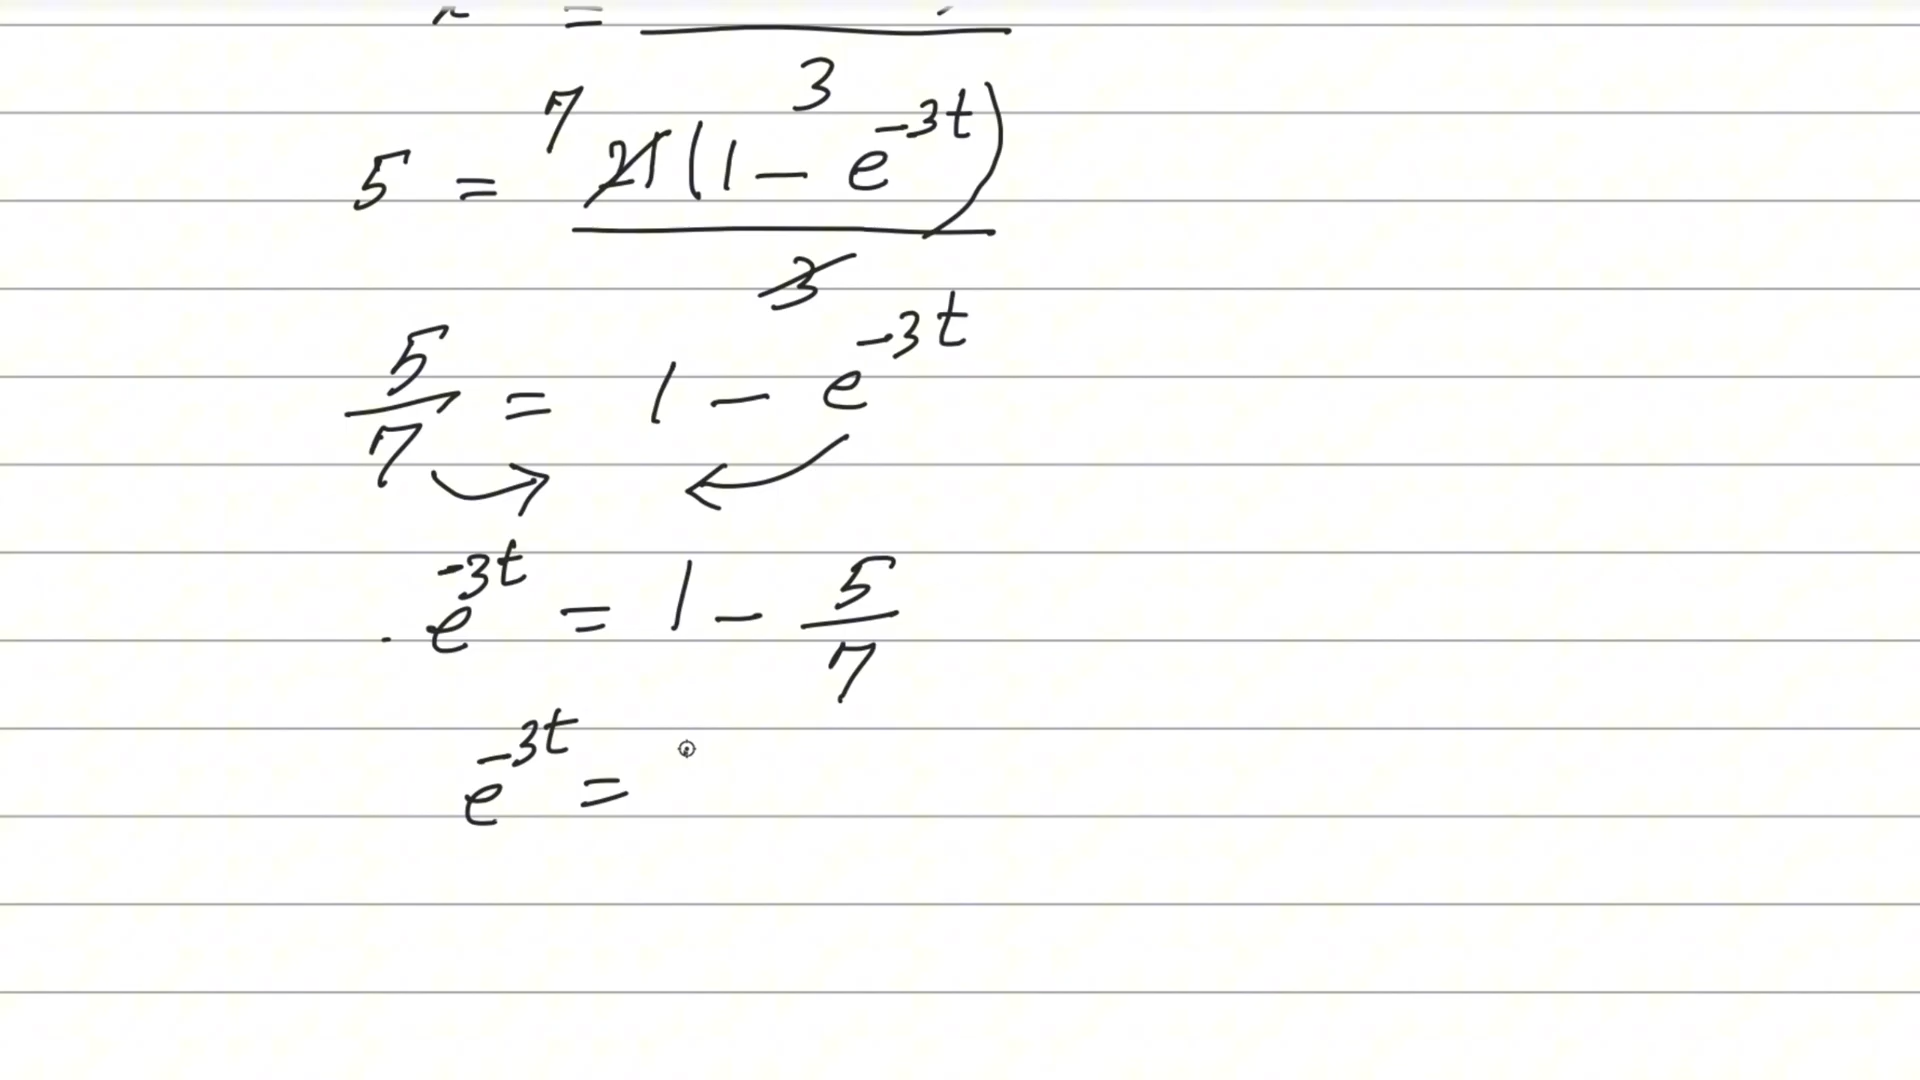 =
3
5 = 7 21(1 - e^-3t)
3
5/7 = 1 - e^-3t
e^-3t = 1 - 5/7
e^-3t =